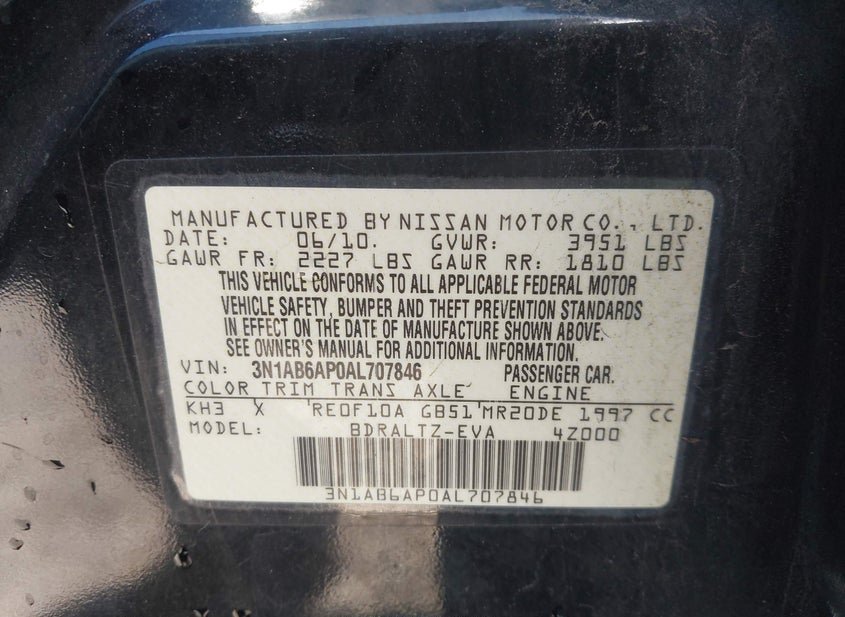 MANUFACTURED BY NISSAN MOTOR CO., LTD.
DATE: 06/10. GVWR: 3951 LBS
GAWR FR: 2227 LBS GAWR RR: 1810 LBS
THIS VEHICLE CONFORMS TO ALL APPLICABLE FEDERAL MOTOR
VEHICLE SAFETY, BUMPER AND THEFT PREVENTION STANDARDS
IN EFFECT ON THE DATE OF MANUFACTURE SHOWN ABOVE.
SEE OWNER'S MANUAL FOR ADDITIONAL INFORMATION.
VIN: 3N1AB6AP0AL707846 PASSENGER CAR.
COLOR TRIM TRANS AXLE ENGINE
KH3 X RE0F10A GB51 MR20DE 1997 CC
MODEL: BDRALTZ-EVA 4Z000
3N1AB6AP0AL707846